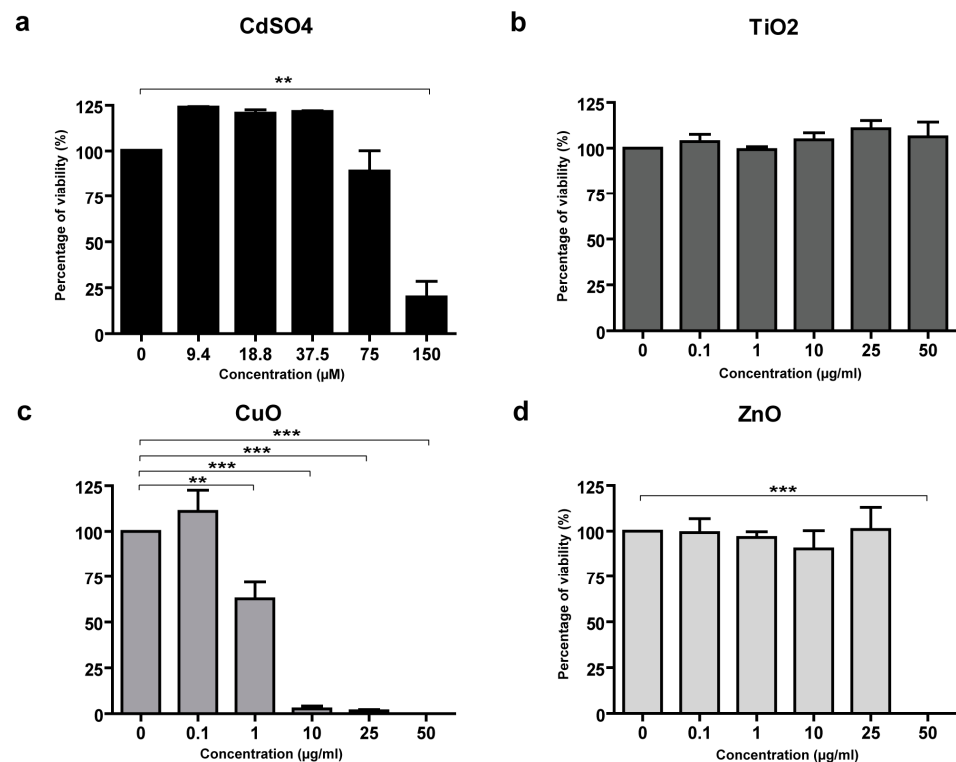 a
CdSO4
**
125
100
75
50
25
0
Percentage of viability (%)
0 9.4 18.8 37.5 75 150
Concentration (µM)
b
TiO2
125
100
75
50
25
0
Percentage of viability (%)
0 0.1 1 10 25 50
Concentration (µg/ml)
c
CuO
***
***
***
**
125
100
75
50
25
0
Percentage of viability (%)
0 0.1 1 10 25 50
Concentration (µg/ml)
d
ZnO
***
125
100
75
50
25
0
Percentage of viability (%)
0 0.1 1 10 25 50
Concentration (µg/ml)